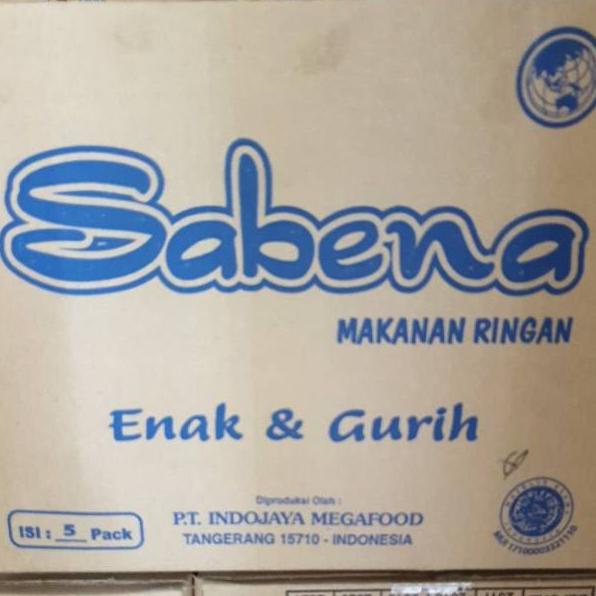 Sabena
MAKANAN RINGAN
Enak & Gurih
Diproduksi Oleh :
P.T. INDOJAYA MEGAFOOD
TANGERANG 15710 - INDONESIA
ISI : 5 Pack